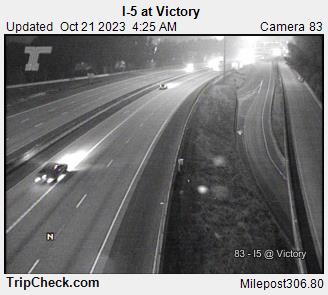 I-5 at Victory
Updated Oct 21 2023 4:25 AM Camera 83
T
N
83 - I5 @ Victory
TripCheck.com Milepost306.80